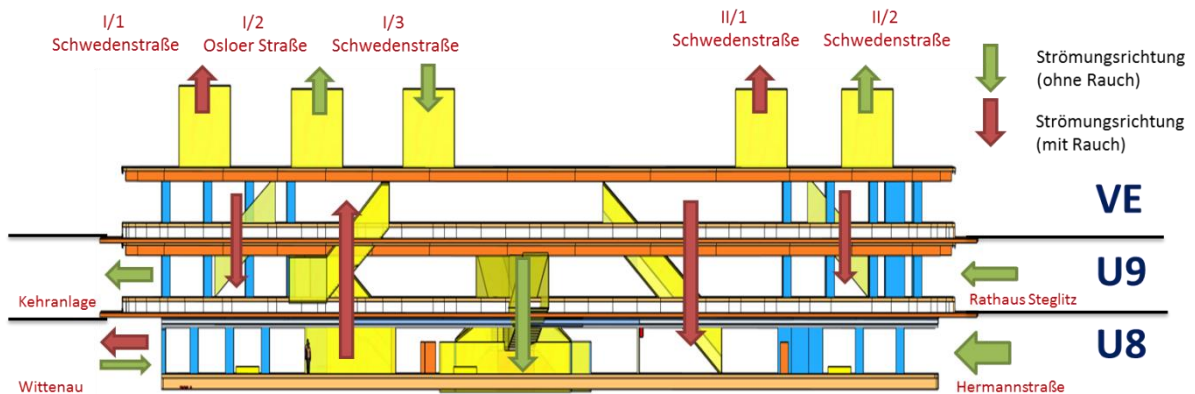 I/1
Schwedenstraße
I/2
Osloer Straße
I/3
Schwedenstraße
II/1
Schwedenstraße
II/2
Schwedenstraße
Strömungsrichtung
(ohne Rauch)
Strömungsrichtung
(mit Rauch)
VE
Kehranlage
Rathaus Steglitz
U9
Wittenau
Hermannstraße
U8